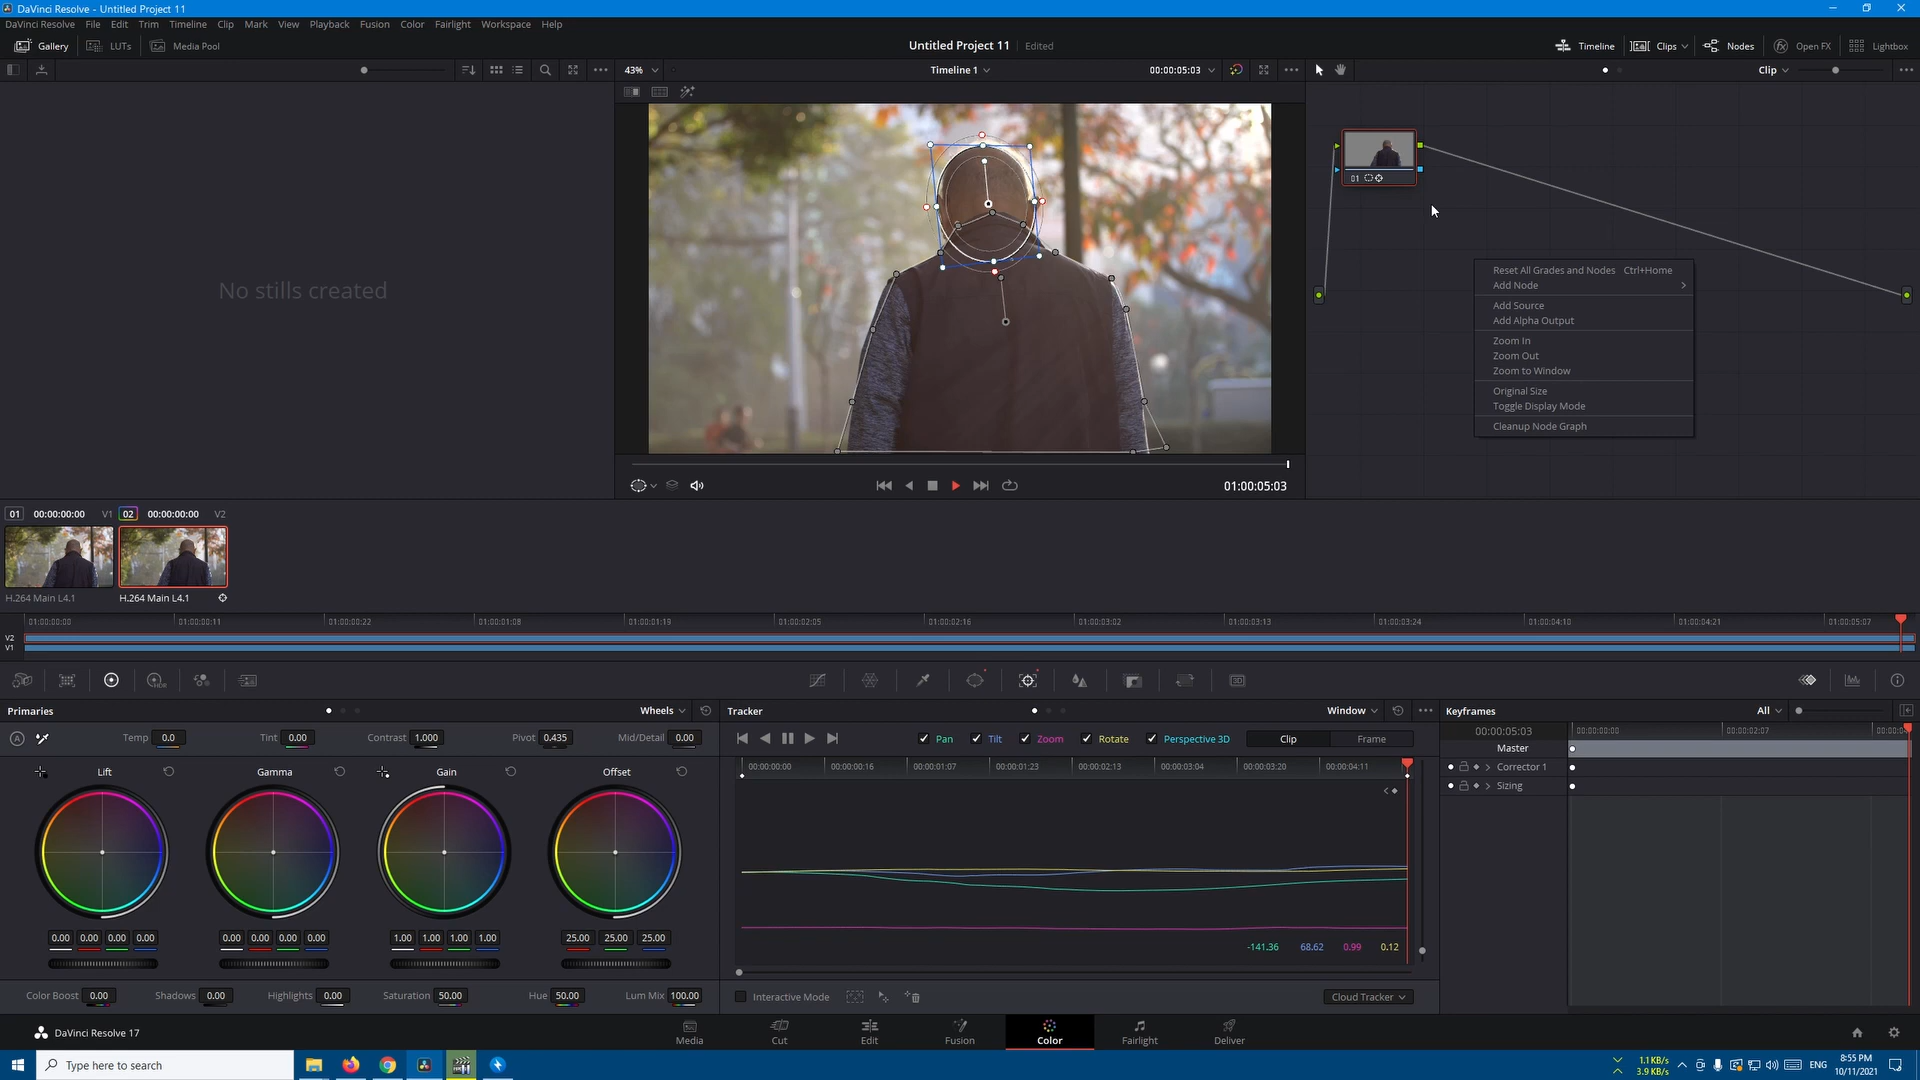 DaVinci Resolve - Untitled Project 11
DaVinci Resolve File Edit Trim Timeline Clip Mark View Playback Fusion Color Fairlight Workspace Help
Gallery LUTs Media Pool
Untitled Project 11 Edited
Timeline Clips Nodes Open FX Lightbox
43% Timeline 1 00:00:05:03 Clip
No stills created
01
Reset All Grades and Nodes Ctrl+Home
Add Node
Add Source
Add Alpha Output
Zoom In
Zoom Out
Zoom to Window
Original Size
Toggle Display Mode
Cleanup Node Graph
01:00:05:03
01 00:00:00:00 V1 02 00:00:00:00 V2
H.264 Main L4.1 H.264 Main L4.1
01:00:00:00 01:00:00:11 01:00:00:22 01:00:01:08 01:00:01:19 01:00:02:05 01:00:02:16 01:00:03:02 01:00:03:13 01:00:03:24 01:00:04:10 01:00:04:21 01:00:05:07
V2
V1
Primaries Wheels
Tracker Window
Keyframes All
Temp 0.0 Tint 0.00 Contrast 1.000 Pivot 0.435 Mid/Detail 0.00
Pan Tilt Zoom Rotate Perspective 3D Clip Frame
00:00:05:03 00:00:00:00 00:00:02:07
Master
Corrector 1
Sizing
Lift Gamma Gain Offset
00:00:00:00 00:00:00:16 00:00:01:07 00:00:01:23 00:00:02:13 00:00:03:04 00:00:03:20 00:00:04:11
0.00 0.00 0.00 0.00 0.00 0.00 0.00 0.00 1.00 1.00 1.00 1.00 25.00 25.00 25.00
-141.36 68.62 0.99 0.12
Color Boost 0.00 Shadows 0.00 Highlights 0.00 Saturation 50.00 Hue 50.00 Lum Mix 100.00
Interactive Mode Cloud Tracker
DaVinci Resolve 17
Media Cut Edit Fusion Color Fairlight Deliver
Type here to search
1.1 KB/s
3.9 KB/s
ENG
8:55 PM
10/11/2021